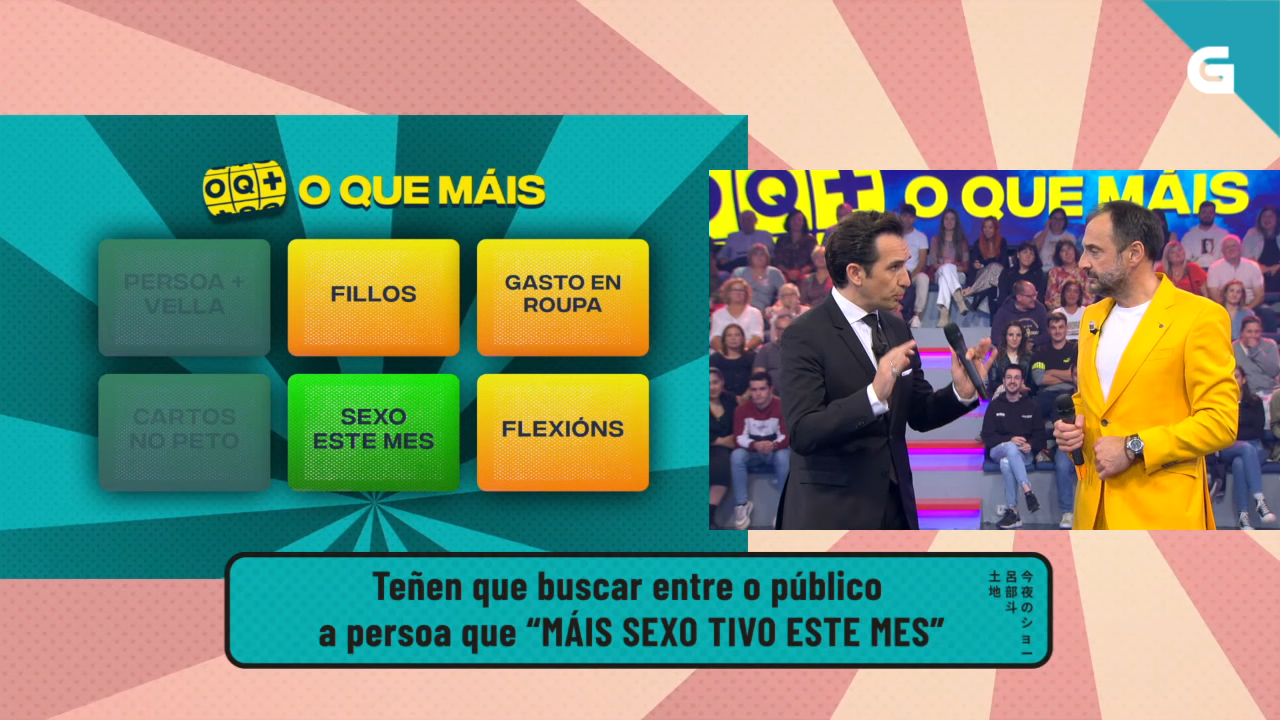 G
OQ+ O QUE MÁIS
PERSOA +
VELLA
FILLOS
GASTO EN
ROUPA
CARTOS
NO PETO
SEXO
ESTE MES
FLEXIÓNS
OQ+ O QUE MÁIS
Teñen que buscar entre o público
a persoa que “MÁIS SEXO TIVO ESTE MES”
今夜のショー
呂部斗
土地